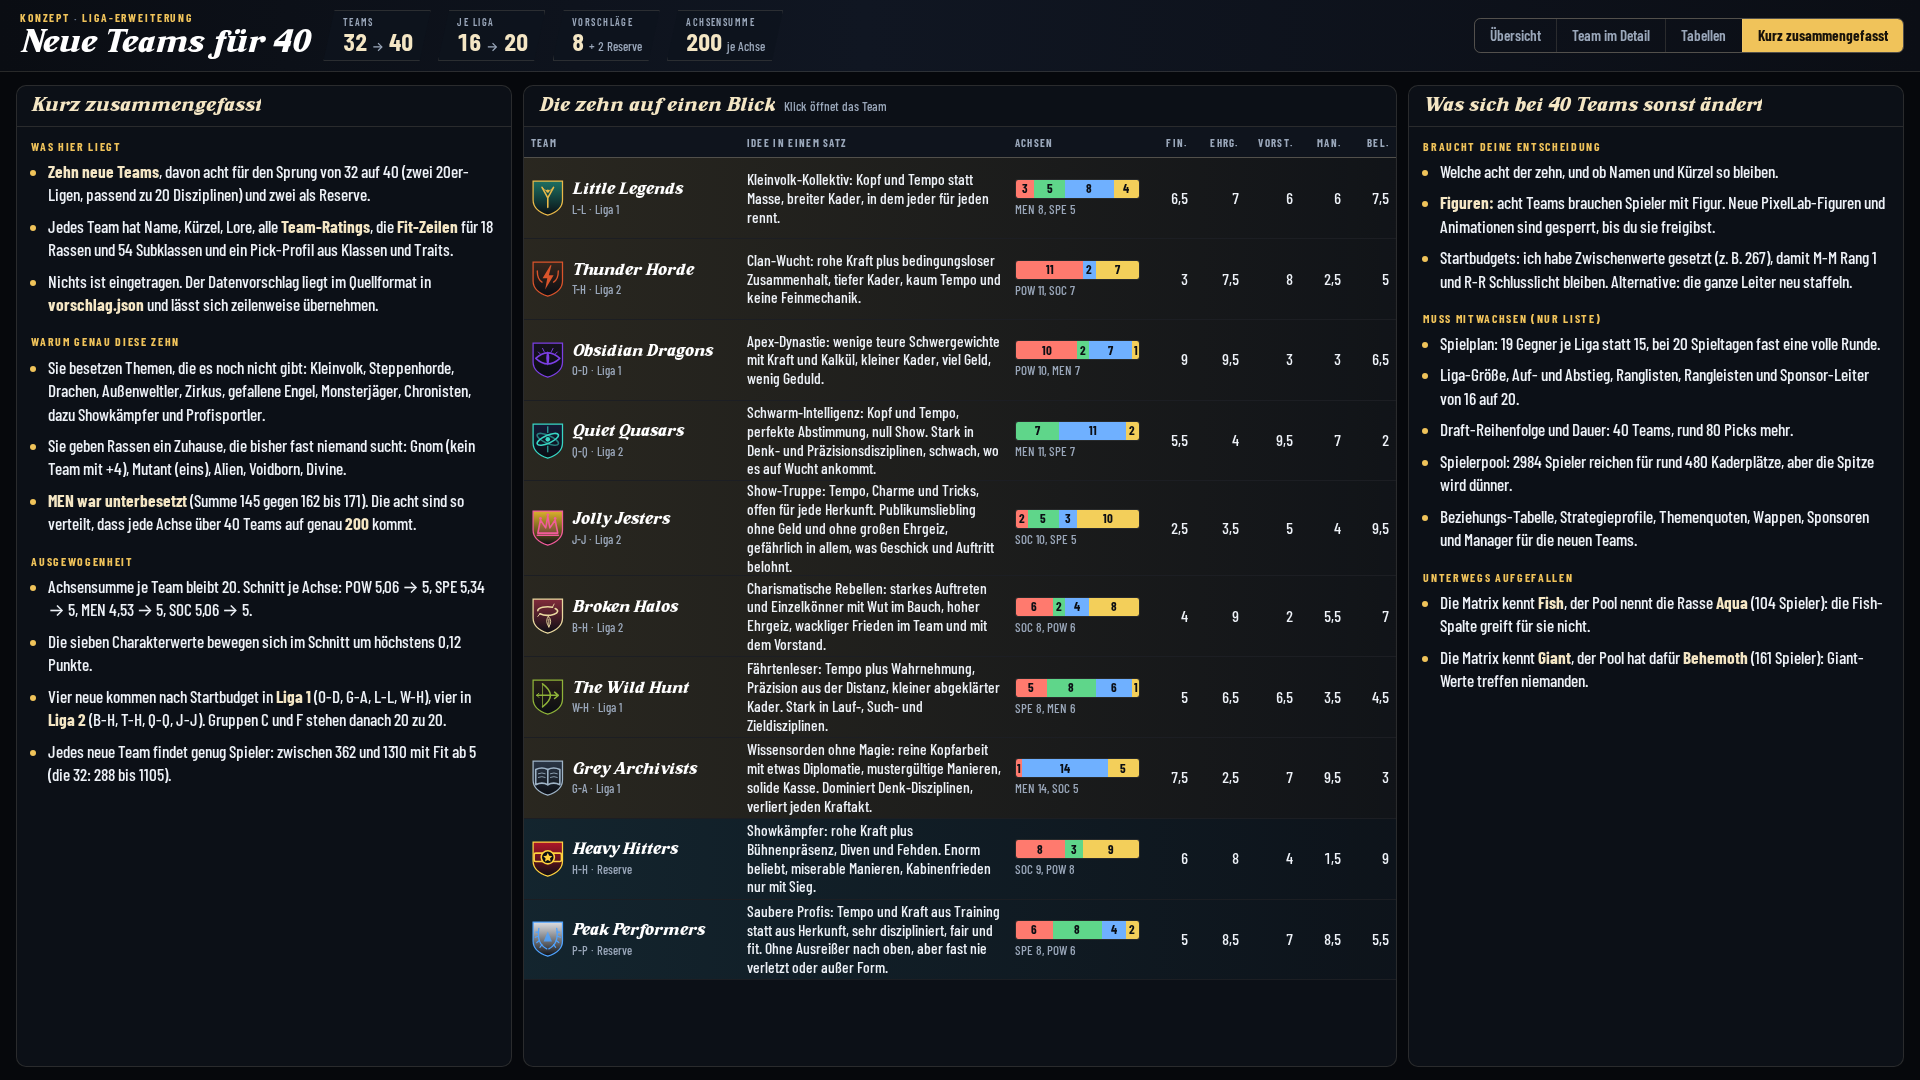 KONZEPT · LIGA-ERWEITERUNG
Neue Teams für 40
TEAMS
32 → 40
JE LIGA
16 → 20
VORSCHLÄGE
8 + 2 Reserve
ACHSENSUMME
200 je Achse
Übersicht
Team im Detail
Tabellen
Kurz zusammengefasst
Kurz zusammengefasst
WAS HIER LIEGT
Zehn neue Teams, davon acht für den Sprung von 32 auf 40 (zwei 20er-
Ligen, passend zu 20 Disziplinen) und zwei als Reserve.
Jedes Team hat Name, Kürzel, Lore, alle Team-Ratings, die Fit-Zeilen für 18
Rassen und 54 Subklassen und ein Pick-Profil aus Klassen und Traits.
Nichts ist eingetragen. Der Datenvorschlag liegt im Quellformat in
vorschlag.json und lässt sich zeilenweise übernehmen.
WARUM GENAU DIESE ZEHN
Sie besetzen Themen, die es noch nicht gibt: Kleinvolk, Steppenhorde,
Drachen, Außenweltler, Zirkus, gefallene Engel, Monsterjäger, Chronisten,
dazu Showkämpfer und Profisportler.
Sie geben Rassen ein Zuhause, die bisher fast niemand sucht: Gnom (kein
Team mit +4), Mutant (eins), Alien, Voidborn, Divine.
MEN war unterbesetzt (Summe 145 gegen 162 bis 171). Die acht sind so
verteilt, dass jede Achse über 40 Teams auf genau 200 kommt.
AUSGEWOGENHEIT
Achsensumme je Team bleibt 20. Schnitt je Achse: POW 5,06 → 5, SPE 5,34
→ 5, MEN 4,53 → 5, SOC 5,06 → 5.
Die sieben Charakterwerte bewegen sich im Schnitt um höchstens 0,12
Punkte.
Vier neue kommen nach Startbudget in Liga 1 (O-D, G-A, L-L, W-H), vier in
Liga 2 (B-H, T-H, Q-Q, J-J). Gruppen C und F stehen danach 20 zu 20.
Jedes neue Team findet genug Spieler: zwischen 362 und 1310 mit Fit ab 5
(die 32: 288 bis 1105).
Die zehn auf einen Blick Klick öffnet das Team
TEAM IDEE IN EINEM SATZ ACHSEN FIN. EHRG. VORST. MAN. BEL.
Little Legends
L-L · Liga 1
Kleinvolk-Kollektiv: Kopf und Tempo statt
Masse, breiter Kader, in dem jeder für jeden
rennt.
3 5 8 4
MEN 8, SPE 5
6,5 7 6 6 7,5
Thunder Horde
T-H · Liga 2
Clan-Wucht: rohe Kraft plus bedingungsloser
Zusammenhalt, tiefer Kader, kaum Tempo und
keine Feinmechanik.
11 2 7
POW 11, SOC 7
3 7,5 8 2,5 5
Obsidian Dragons
O-D · Liga 1
Apex-Dynastie: wenige teure Schwergewichte
mit Kraft und Kalkül, kleiner Kader, viel Geld,
wenig Geduld.
10 2 7 1
POW 10, MEN 7
9 9,5 3 3 6,5
Quiet Quasars
Q-Q · Liga 2
Schwarm-Intelligenz: Kopf und Tempo,
perfekte Abstimmung, null Show. Stark in
Denk- und Präzisionsdisziplinen, schwach, wo
es auf Wucht ankommt.
7 11 2
MEN 11, SPE 7
5,5 4 9,5 7 2
Jolly Jesters
J-J · Liga 2
Show-Truppe: Tempo, Charme und Tricks,
offen für jede Herkunft. Publikumsliebling
ohne Geld und ohne großen Ehrgeiz,
gefährlich in allem, was Geschick und Auftritt
belohnt.
2 5 3 10
SOC 10, SPE 5
2,5 3,5 5 4 9,5
Broken Halos
B-H · Liga 2
Charismatische Rebellen: starkes Auftreten
und Einzelkönner mit Wut im Bauch, hoher
Ehrgeiz, wackliger Frieden im Team und mit
dem Vorstand.
6 2 4 8
SOC 8, POW 6
4 9 2 5,5 7
The Wild Hunt
W-H · Liga 1
Fährtenleser: Tempo plus Wahrnehmung,
Präzision aus der Distanz, kleiner abgeklärter
Kader. Stark in Lauf-, Such- und
Zieldisziplinen.
5 8 6 1
SPE 8, MEN 6
5 6,5 6,5 3,5 4,5
Grey Archivists
G-A · Liga 1
Wissensorden ohne Magie: reine Kopfarbeit
mit etwas Diplomatie, mustergültige Manieren,
solide Kasse. Dominiert Denk-Disziplinen,
verliert jeden Kraftakt.
1 14 5
MEN 14, SOC 5
7,5 2,5 7 9,5 3
Heavy Hitters
H-H · Reserve
Showkämpfer: rohe Kraft plus
Bühnenpräsenz, Diven und Fehden. Enorm
beliebt, miserable Manieren, Kabinenfrieden
nur mit Sieg.
8 3 9
SOC 9, POW 8
6 8 4 1,5 9
Peak Performers
P-P · Reserve
Saubere Profis: Tempo und Kraft aus Training
statt aus Herkunft, sehr diszipliniert, fair und
fit. Ohne Ausreißer nach oben, aber fast nie
verletzt oder außer Form.
6 8 4 2
SPE 8, POW 6
5 8,5 7 8,5 5,5
Was sich bei 40 Teams sonst ändert
BRAUCHT DEINE ENTSCHEIDUNG
Welche acht der zehn, und ob Namen und Kürzel so bleiben.
Figuren: acht Teams brauchen Spieler mit Figur. Neue PixelLab-Figuren und
Animationen sind gesperrt, bis du sie freigibst.
Startbudgets: ich habe Zwischenwerte gesetzt (z. B. 267), damit M-M Rang 1
und R-R Schlusslicht bleiben. Alternative: die ganze Leiter neu staffeln.
MUSS MITWACHSEN (NUR LISTE)
Spielplan: 19 Gegner je Liga statt 15, bei 20 Spieltagen fast eine volle Runde.
Liga-Größe, Auf- und Abstieg, Ranglisten, Rangleisten und Sponsor-Leiter
von 16 auf 20.
Draft-Reihenfolge und Dauer: 40 Teams, rund 80 Picks mehr.
Spielerpool: 2984 Spieler reichen für rund 480 Kaderplätze, aber die Spitze
wird dünner.
Beziehungs-Tabelle, Strategieprofile, Themenquoten, Wappen, Sponsoren
und Manager für die neuen Teams.
UNTERWEGS AUFGEFALLEN
Die Matrix kennt Fish, der Pool nennt die Rasse Aqua (104 Spieler): die Fish-
Spalte greift für sie nicht.
Die Matrix kennt Giant, der Pool hat dafür Behemoth (161 Spieler): Giant-
Werte treffen niemanden.